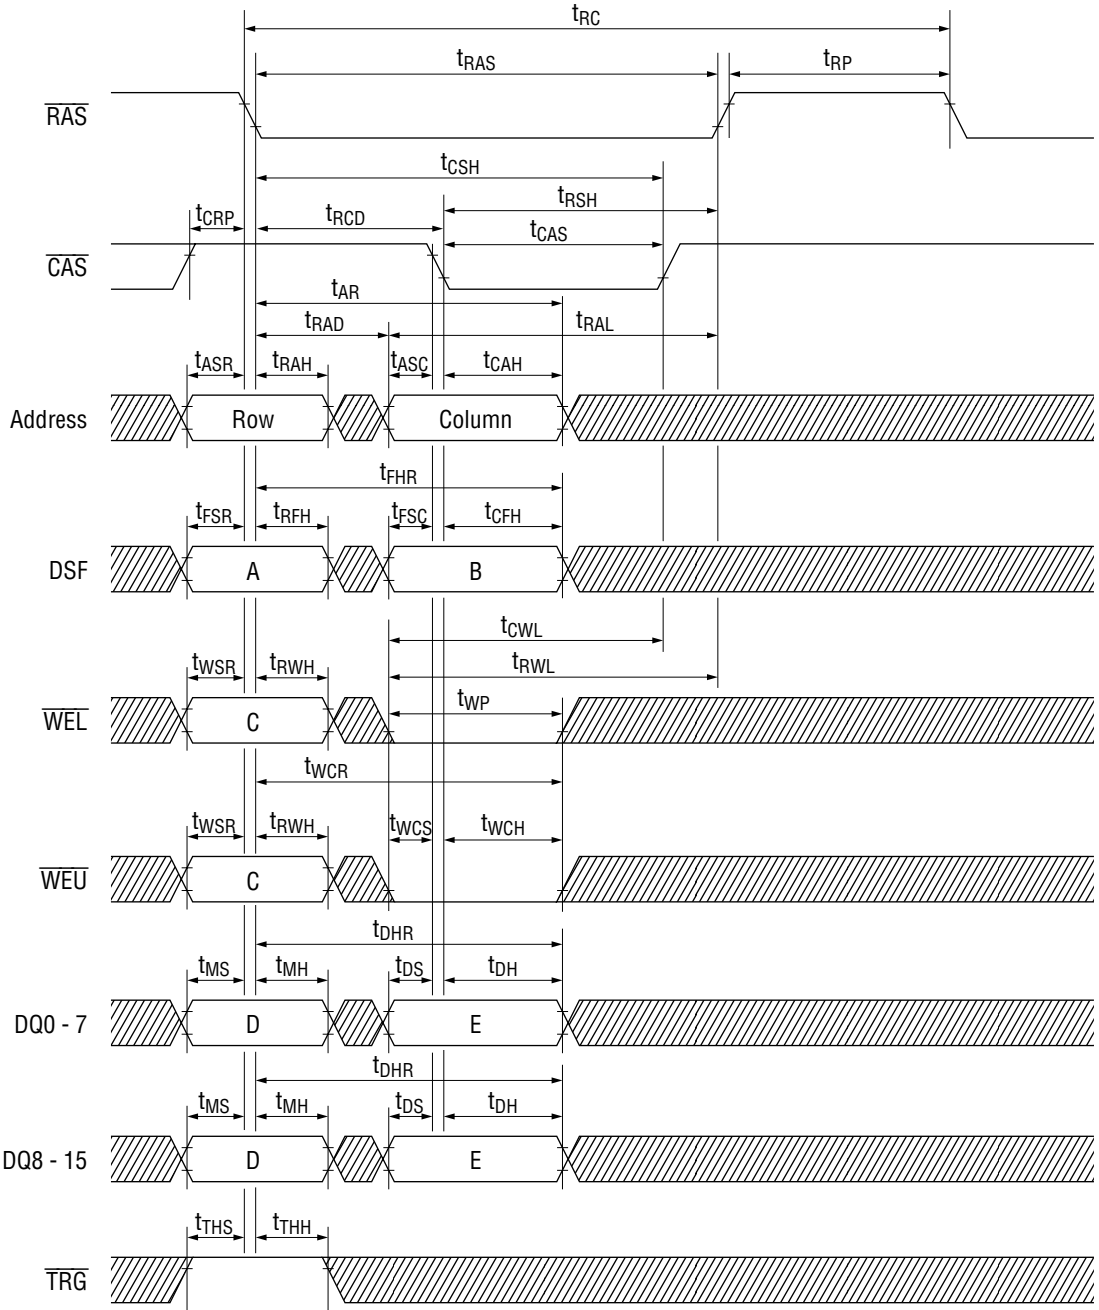 tRC
tRAS tRP
RAS
tCSH
tRSH
tCRP tRCD
tCAS
CAS
tAR
tRAD tRAL
tASR tRAH tASC tCAH
Address Row Column
tFHR
tFSR tRFH tFSC tCFH
DSF A B
tCWL
tWSR tRWH tRWL
tWP
WEL C
tWCR
tWSR tRWH tWCS tWCH
WEU C
tDHR
tMS tMH tDS tDH
DQ0 - 7 D E
tDHR
tMS tMH tDS tDH
DQ8 - 15 D E
tTHS tTHH
TRG